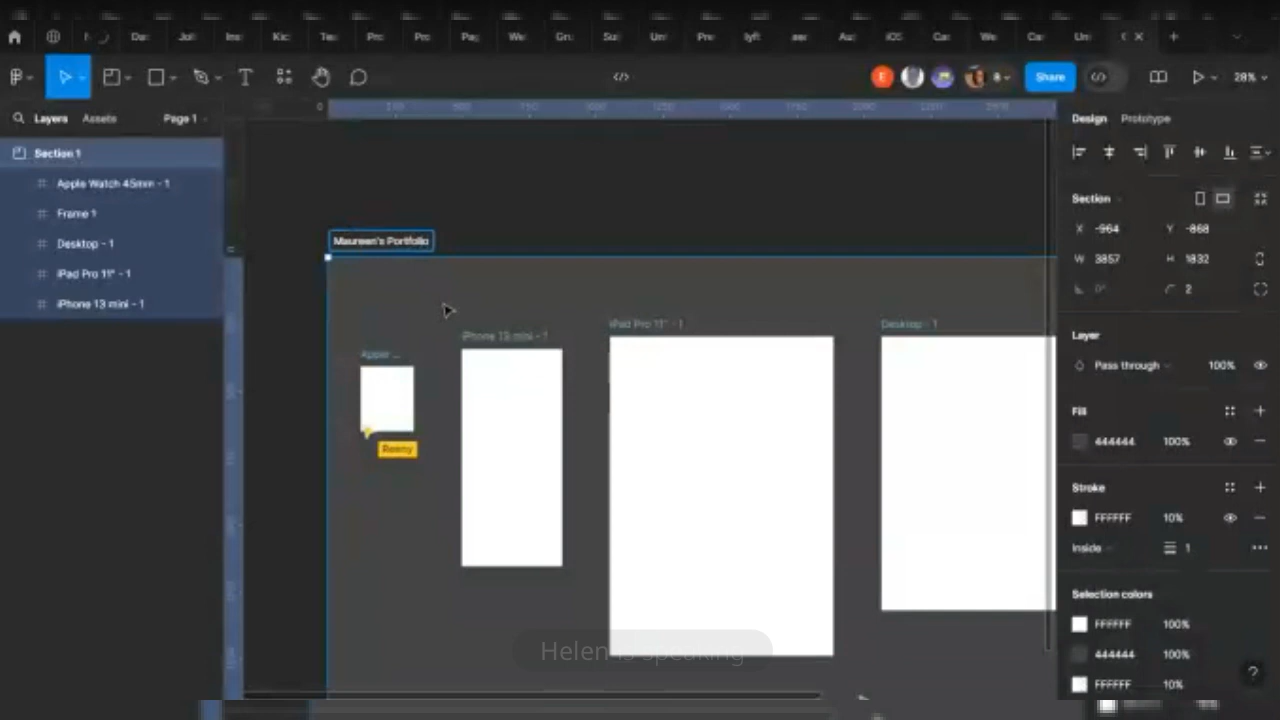 Share
28%
Layers
Assets
Page 1
Design
Prototype
Section 1
Apple Watch 45mm - 1
Frame 1
Desktop - 1
iPad Pro 11" - 1
iPhone 13 mini - 1
Maureen's Portfolio
Apple ...
iPhone 13 mini - 1
iPad Pro 11" - 1
Desktop - 1
Helen is speaking
Section
X -964 Y -868
W 3857 H 1832
0° 2
Layer
Pass through 100%
Fill
444444 100%
Stroke
FFFFFF 10%
Inside 1
Selection colors
FFFFFF 100%
444444 100%
FFFFFF 10%
?